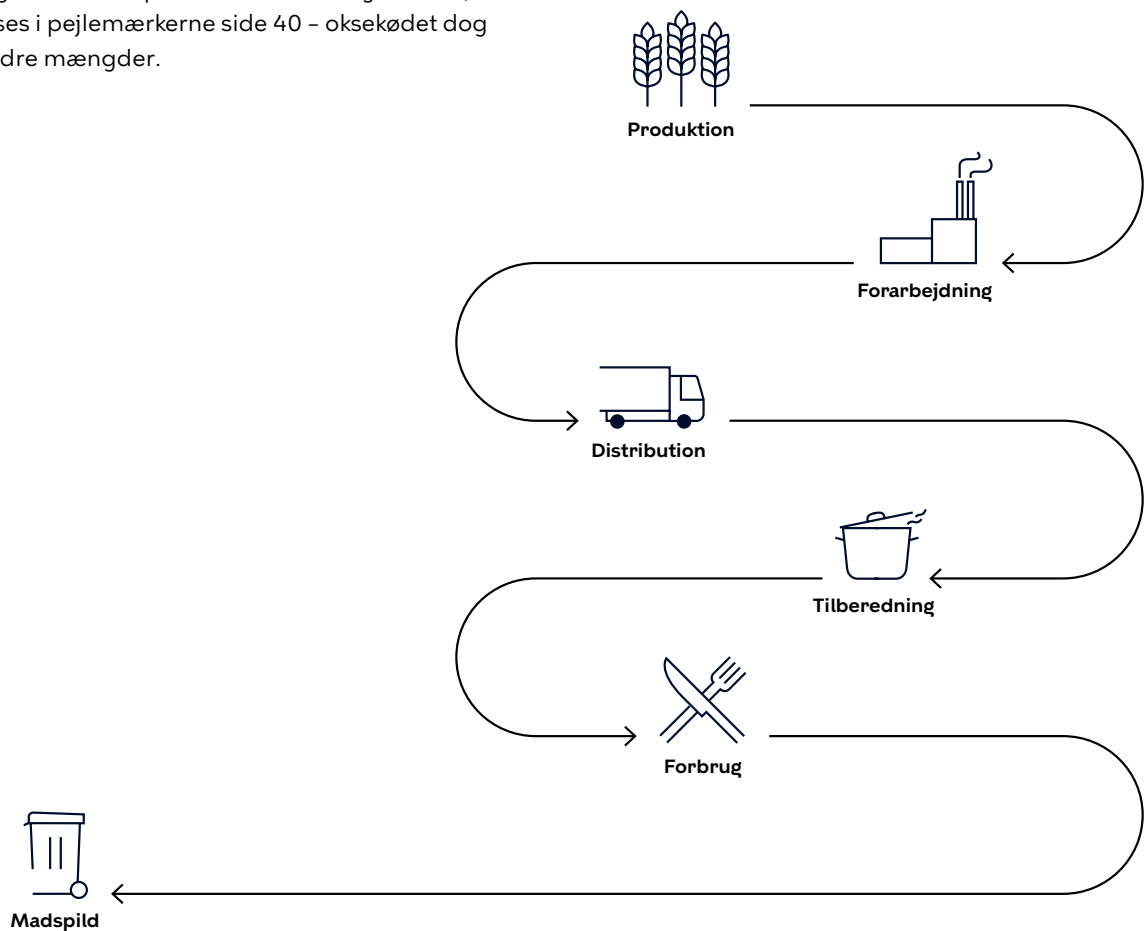 ses i pejlemærkerne side 40 – oksekødet dog
dre mængder.
Produktion
Forarbejdning
Distribution
Tilberedning
Forbrug
Madspild